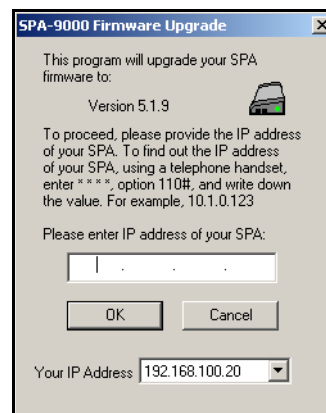 SPA-9000 Firmware Upgrade
This program will upgrade your SPA
firmware to:
Version 5.1.9
To proceed, please provide the IP address
of your SPA. To find out the IP address
of your SPA, using a telephone handset,
enter * * * *, option 110#, and write down
the value. For example, 10.1.0.123
Please enter IP address of your SPA:
. . .
OK Cancel
Your IP Address 192.168.100.20